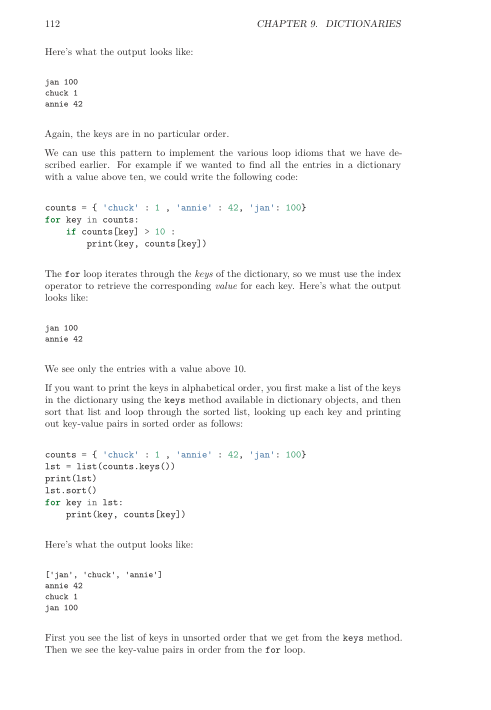 112 CHAPTER 9. DICTIONARIES
Here's what the output looks like:
jan 100
chuck 1
annie 42
Again, the keys are in no particular order.
We can use this pattern to implement the various loop idioms that we have de-
scribed earlier. For example if we wanted to find all the entries in a dictionary
with a value above ten, we could write the following code:
counts = { 'chuck' : 1 , 'annie' : 42, 'jan': 100}
for key in counts:
    if counts[key] > 10 :
        print(key, counts[key])
The for loop iterates through the keys of the dictionary, so we must use the index
operator to retrieve the corresponding value for each key. Here's what the output
looks like:
jan 100
annie 42
We see only the entries with a value above 10.
If you want to print the keys in alphabetical order, you first make a list of the keys
in the dictionary using the keys method available in dictionary objects, and then
sort that list and loop through the sorted list, looking up each key and printing
out key-value pairs in sorted order as follows:
counts = { 'chuck' : 1 , 'annie' : 42, 'jan': 100}
lst = list(counts.keys())
print(lst)
lst.sort()
for key in lst:
    print(key, counts[key])
Here's what the output looks like:
['jan', 'chuck', 'annie']
annie 42
chuck 1
jan 100
First you see the list of keys in unsorted order that we get from the keys method.
Then we see the key-value pairs in order from the for loop.